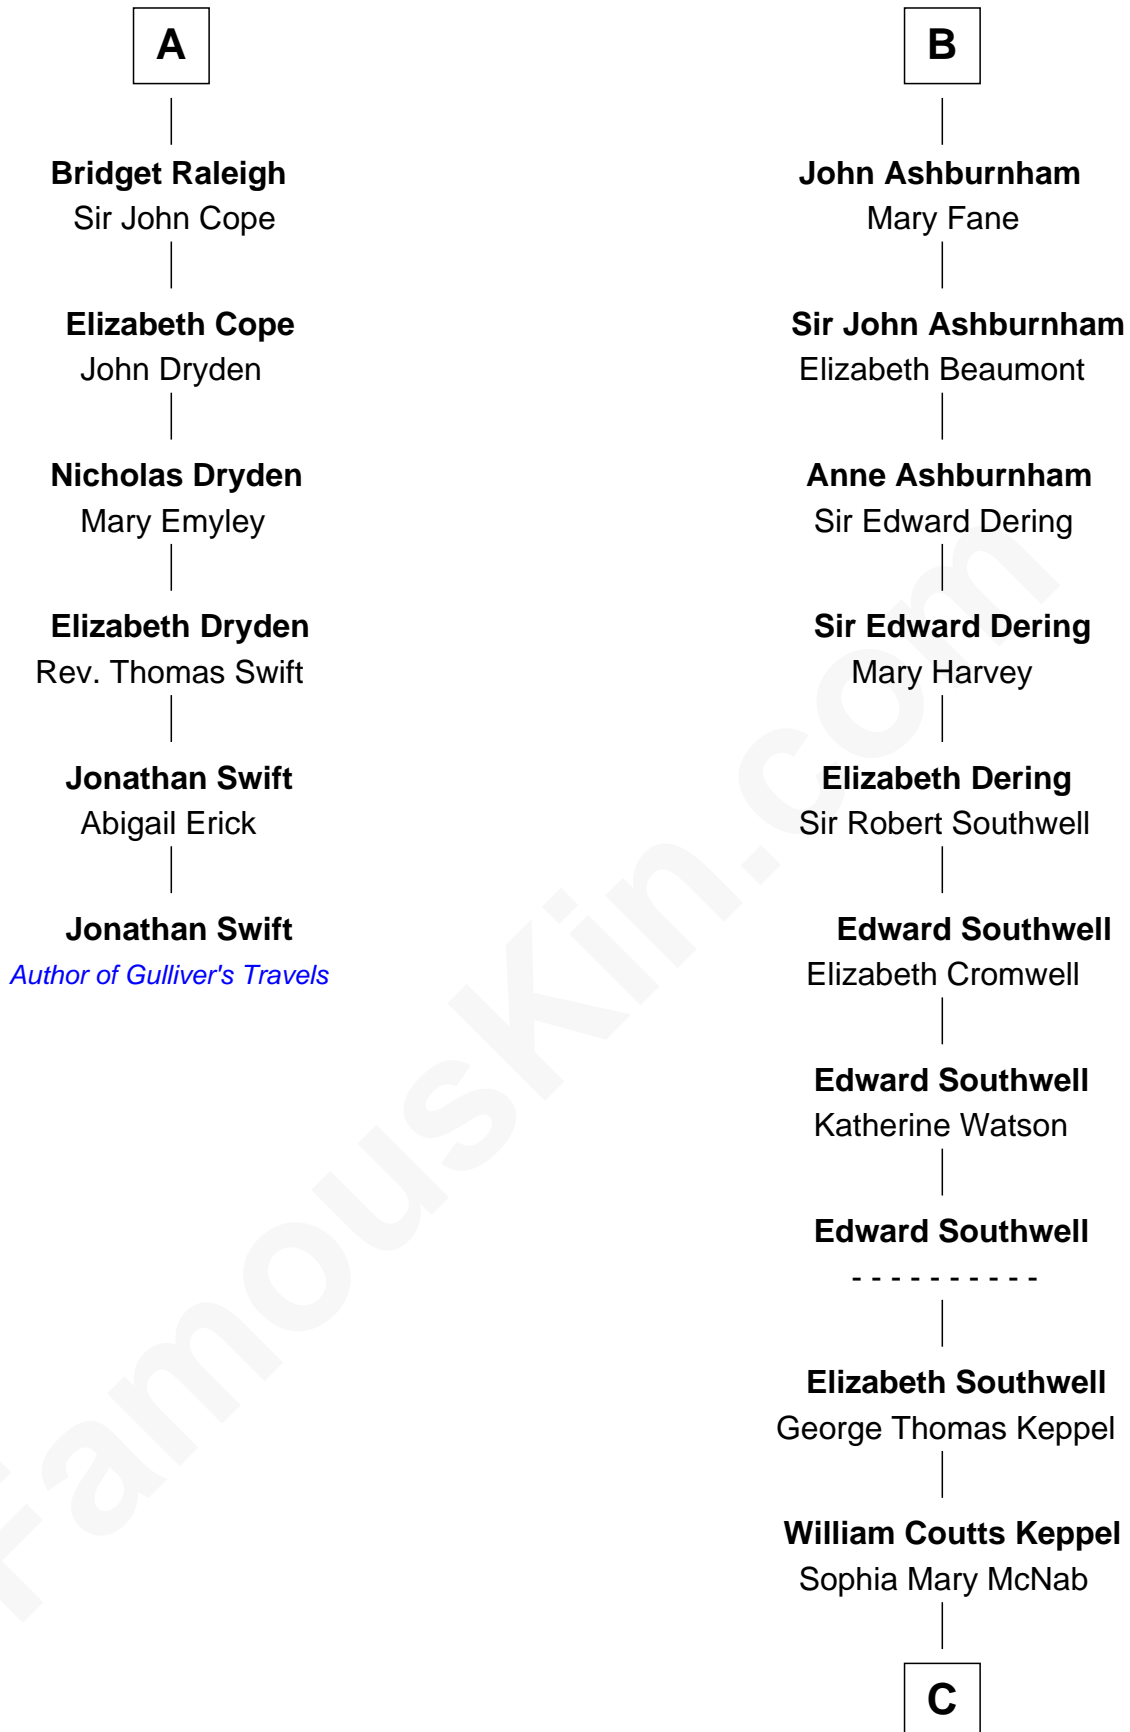 A
Bridget Raleigh
Sir John Cope
Elizabeth Cope
John Dryden
Nicholas Dryden
Mary Emyley
Elizabeth Dryden
Rev. Thomas Swift
Jonathan Swift
Abigail Erick
Jonathan Swift
Author of Gulliver's Travels
B
John Ashburnham
Mary Fane
Sir John Ashburnham
Elizabeth Beaumont
Anne Ashburnham
Sir Edward Dering
Sir Edward Dering
Mary Harvey
Elizabeth Dering
Sir Robert Southwell
Edward Southwell
Elizabeth Cromwell
Edward Southwell
Katherine Watson
Edward Southwell
- - - - - - - - - -
Elizabeth Southwell
George Thomas Keppel
William Coutts Keppel
Sophia Mary McNab
C
FamousKin.com